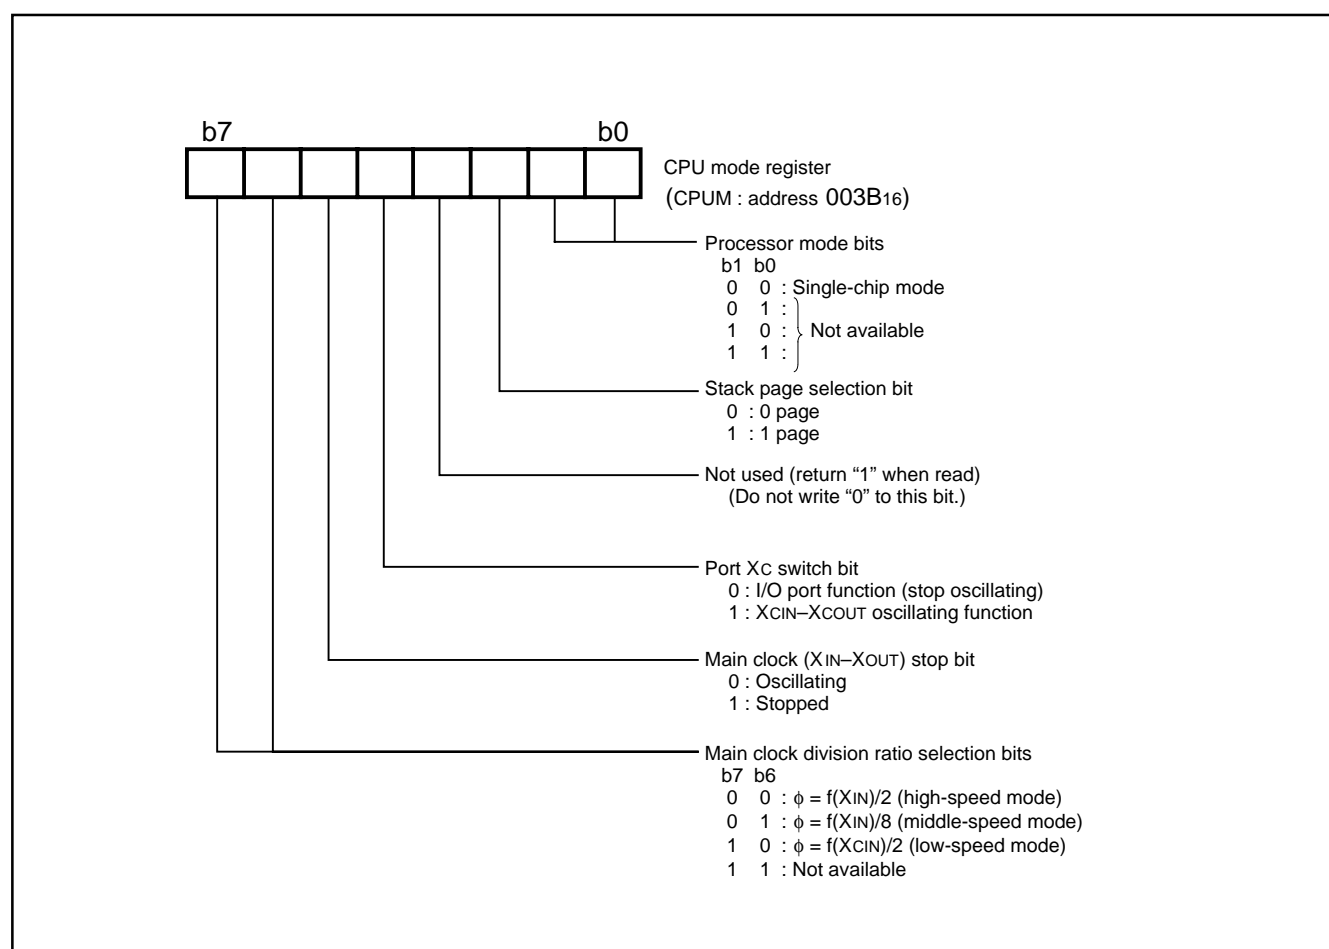 b7 b0
CPU mode register
(CPUM : address 003B16)
Processor mode bits
b1 b0
0 0 : Single-chip mode
0 1 :
1 0 : Not available
1 1 :
Stack page selection bit
0 : 0 page
1 : 1 page
Not used (return “1” when read)
(Do not write “0” to this bit.)
Port XC switch bit
0 : I/O port function (stop oscillating)
1 : XCIN–XCOUT oscillating function
Main clock (XIN–XOUT) stop bit
0 : Oscillating
1 : Stopped
Main clock division ratio selection bits
b7 b6
0 0 : φ = f(XIN)/2 (high-speed mode)
0 1 : φ = f(XIN)/8 (middle-speed mode)
1 0 : φ = f(XCIN)/2 (low-speed mode)
1 1 : Not available